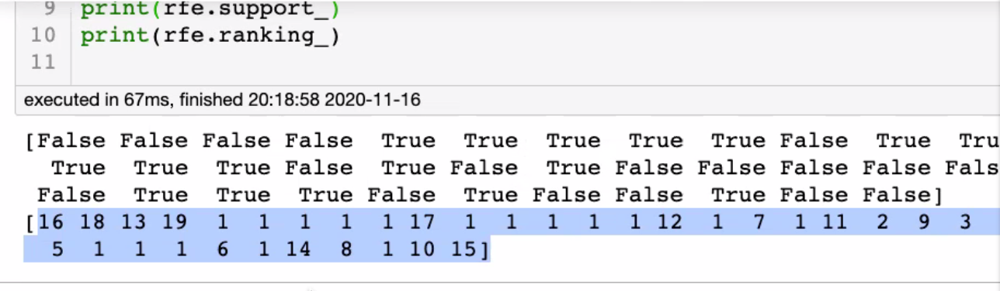 9 print(rfe.support_)
10 print(rfe.ranking_)
11
executed in 67ms, finished 20:18:58 2020-11-16
[False False False False True True True True True False True Tru
True True True False True False True False False False False Fals
False True True True False True False False True False False]
[16 18 13 19 1 1 1 1 1 17 1 1 1 1 1 12 1 7 1 11 2 9 3
5 1 1 1 6 1 14 8 1 10 15]